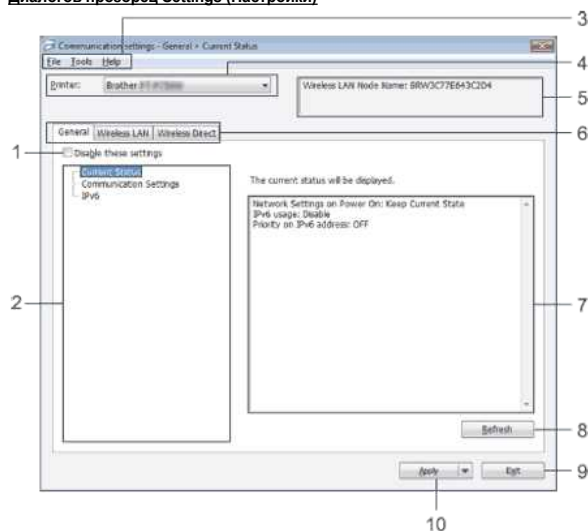 Диалогов прозорец Settings (Настройки)
3
Communication settings - General > Current Status
File Tools Help
4
Printer: Brother
Wireless LAN Node Name: BRW3C77E643C2D4
5
General Wireless LAN Wireless Direct
6
1
Disable these settings
Current Status
Communication Settings
IPv6
The current status will be displayed.
Network Settings on Power On: Keep Current State
IPv6 usage: Disable
Priority on IPv6 address: OFF
2
7
Refresh
8
Apply
Exit
9
10